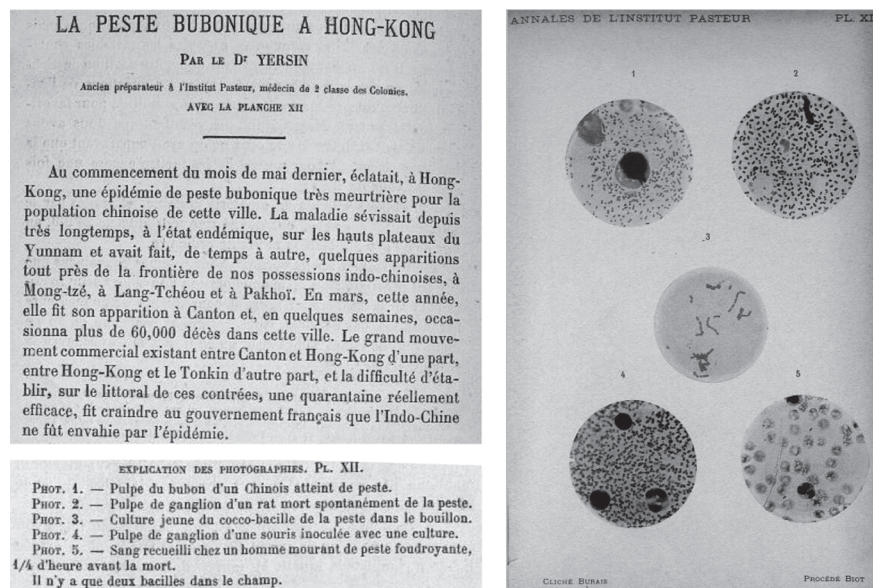 LA PESTE BUBONIQUE A HONG-KONG
PAR LE Dr YERSIN
Ancien préparateur à l'Institut Pasteur, médecin de 2 classe des Colonies.
AVEG LA PLANCHE XII
Au commencement du mois de mai dernier, éclatait, à Hong-
Kong, une épidémie de peste bubonique très meurtrière pour la
population chinoise de cette ville. La maladie sévissait depuis
très longtemps, à l'état endémique, sur les hauts plateaux du
Yunnam et avait fait, de temps à autre, quelques apparitions
tout près de la frontière de nos possessions indo-chinoises, à
Mong-tzé, à Lang-Tchéou et à Pakhoï. En mars, cette année,
elle fit son apparition à Canton et, en quelques semaines, occa-
sionna plus de 60,000 décès dans cette ville. Le grand mouve-
ment commercial existant entre Canton et Hong-Kong d'une part,
entre Hong-Kong et le Tonkin d'autre part, et la difficulté d'éta-
blir, sur le littoral de ces contrées, une quarantaine réellement
efficace, fit craindre au gouvernement français que l'Indo-Chine
ne fût envahie par l'épidémie.
EXPLICATION DES PHOTOGRAPHIES. PL. XII.
PHOT. 1. — Pulpe du bubon d'un Chinois atteint de peste.
PHOT. 2. — Pulpe de ganglion d'un rat mort spontanément de la peste.
PHOT. 3. — Culture jeune du cocco-bacille de la peste dans le bouillon.
PHOT. 4. — Pulpe de ganglion d'une souris inoculée avec une culture.
PHOT. 5. — Sang recueilli chez un homme mourant de peste foudroyante,
1/4 d'heure avant la mort.
Il n'y a que deux bacilles dans le champ.
ANNALES DE L'INSTITUT PASTEUR PL. XI
1 2
3
4 5
CLICHÉ BURAIS PROCÉDÉ BIOT